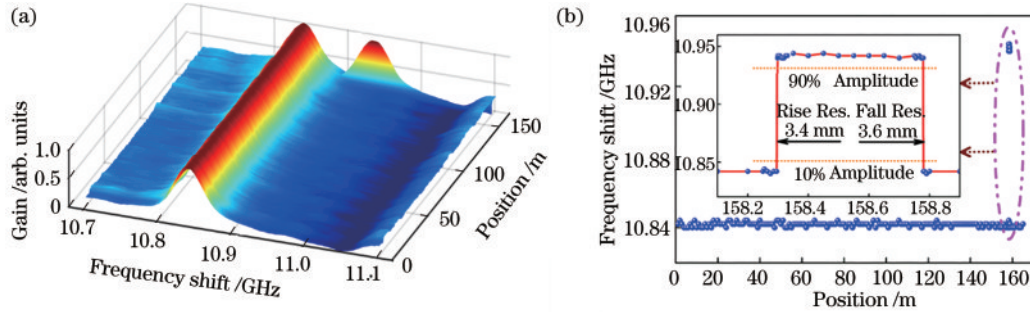 (a)
1.0
0.5
0
Gain /arb. units
10.7
10.8
10.9
11.0
11.1
Frequency shift /GHz
0
50
100
150
Position /m
(b)
10.96
10.92
10.88
10.84
Frequency shift /GHz
0 20 40 60 80 100 120 140 160
Position /m
10.95
10.90
10.85
90% Amplitude
Rise Res. Fall Res.
3.4 mm 3.6 mm
10% Amplitude
158.2 158.4 158.6 158.8